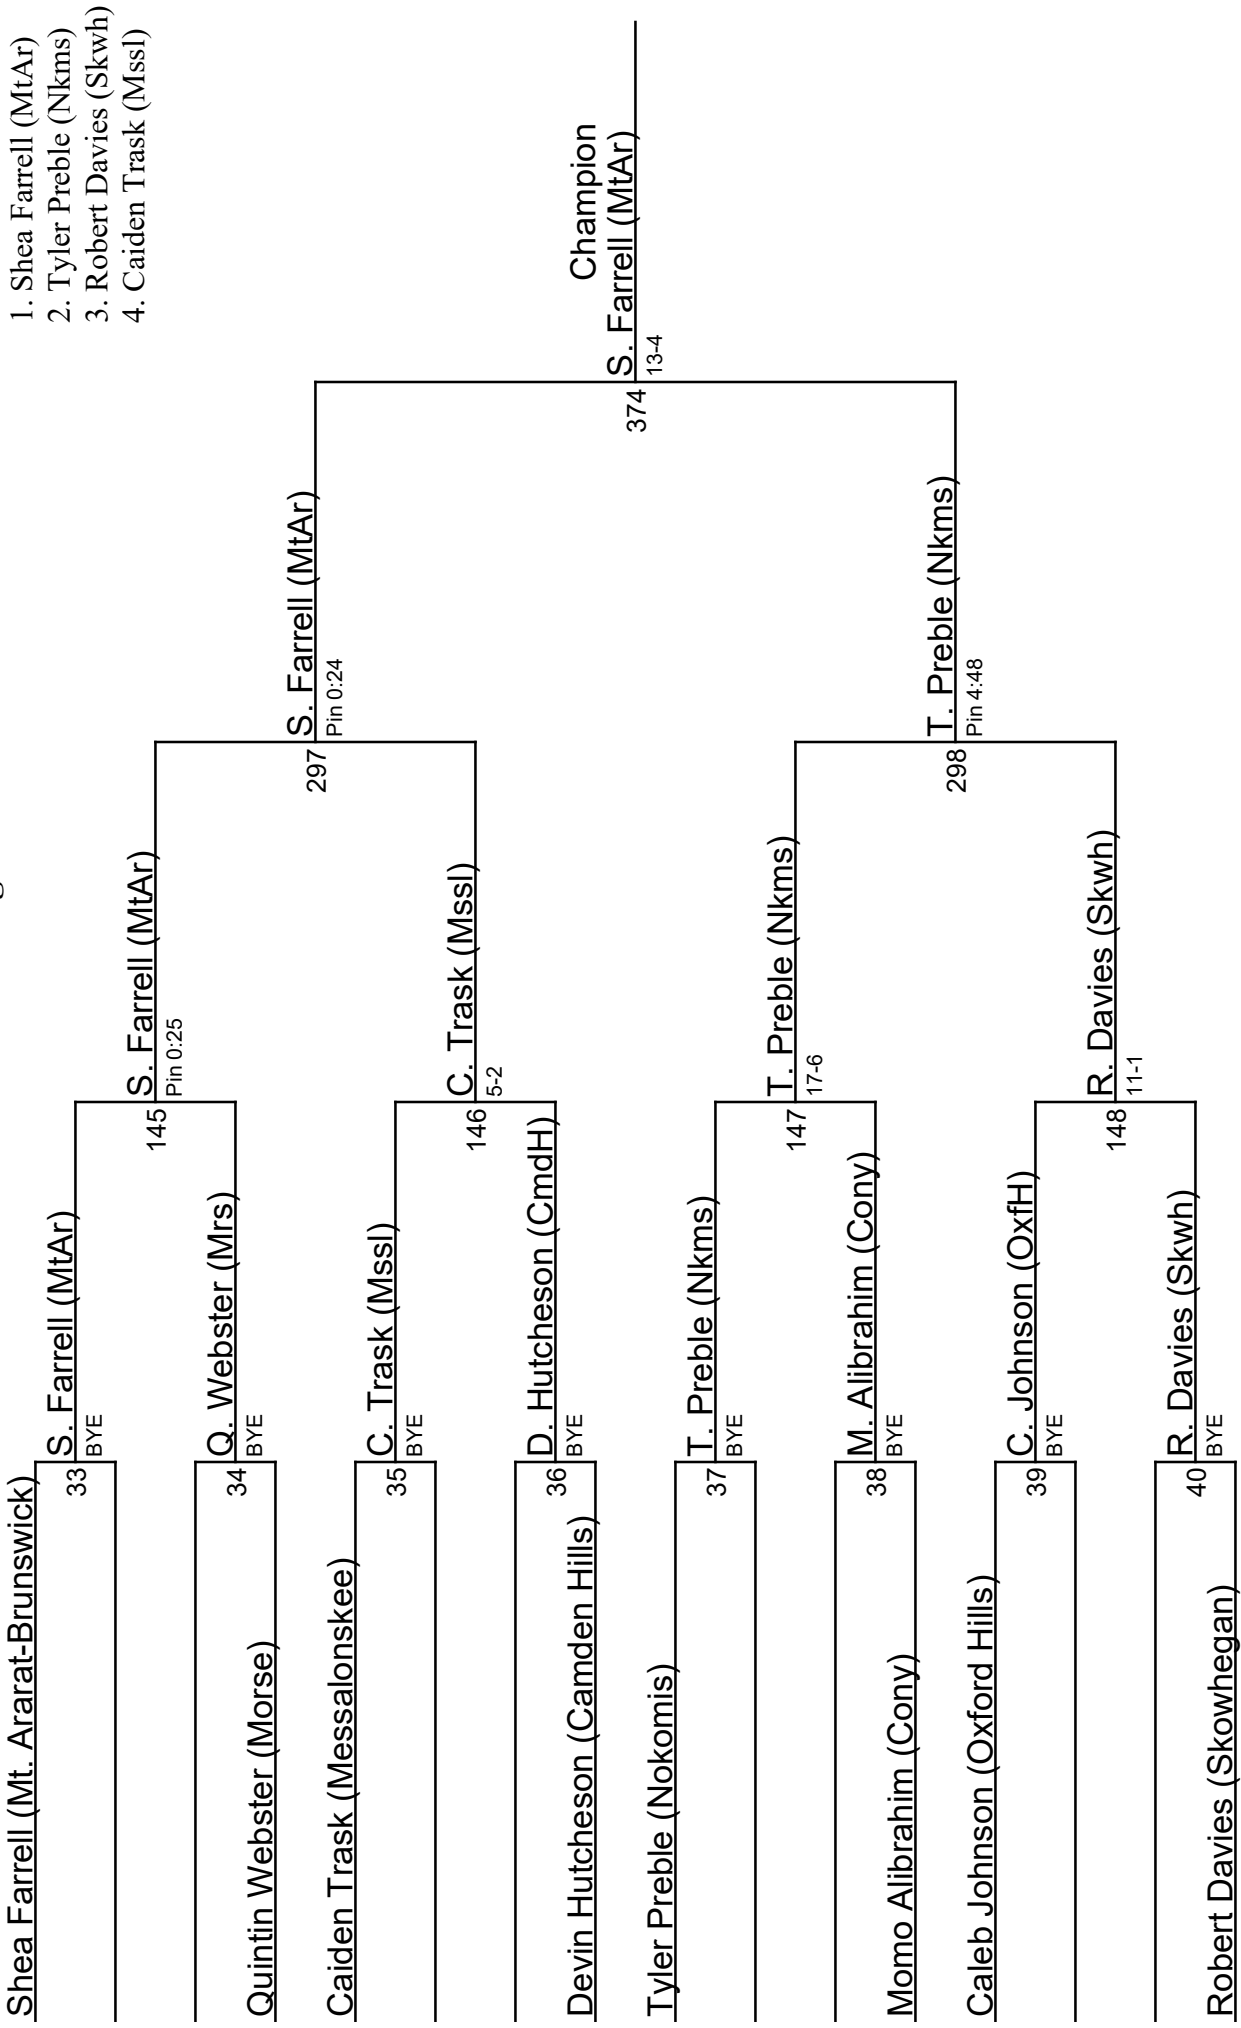 1. Shea Farrell (MtAr)
2. Tyler Preble (Nkms)
3. Robert Davies (Skwh)
4. Caiden Trask (Mssl)
Shea Farrell (Mt. Ararat-Brunswick)
33
S. Farrell (MtAr)
BYE
145
S. Farrell (MtAr)
Pin 0:25
Quintin Webster (Morse)
34
Q. Webster (Mrs)
BYE
297
S. Farrell (MtAr)
Pin 0:24
Caiden Trask (Messalonskee)
35
C. Trask (Mssl)
BYE
146
C. Trask (Mssl)
5-2
Devin Hutcheson (Camden Hills)
36
D. Hutcheson (CmdH)
BYE
374
Champion
S. Farrell (MtAr)
13-4
Tyler Preble (Nokomis)
37
T. Preble (Nkms)
BYE
147
T. Preble (Nkms)
17-6
Momo Alibrahim (Cony)
38
M. Alibrahim (Cony)
BYE
298
T. Preble (Nkms)
Pin 4:48
Caleb Johnson (Oxford Hills)
39
C. Johnson (OxfH)
BYE
148
R. Davies (Skwh)
11-1
Robert Davies (Skowhegan)
40
R. Davies (Skwh)
BYE